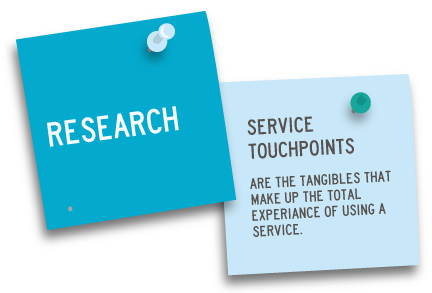 RESEARCH
SERVICE
TOUCHPOINTS
ARE THE TANGIBLES THAT
MAKE UP THE TOTAL
EXPERIANCE OF USING A
SERVICE.